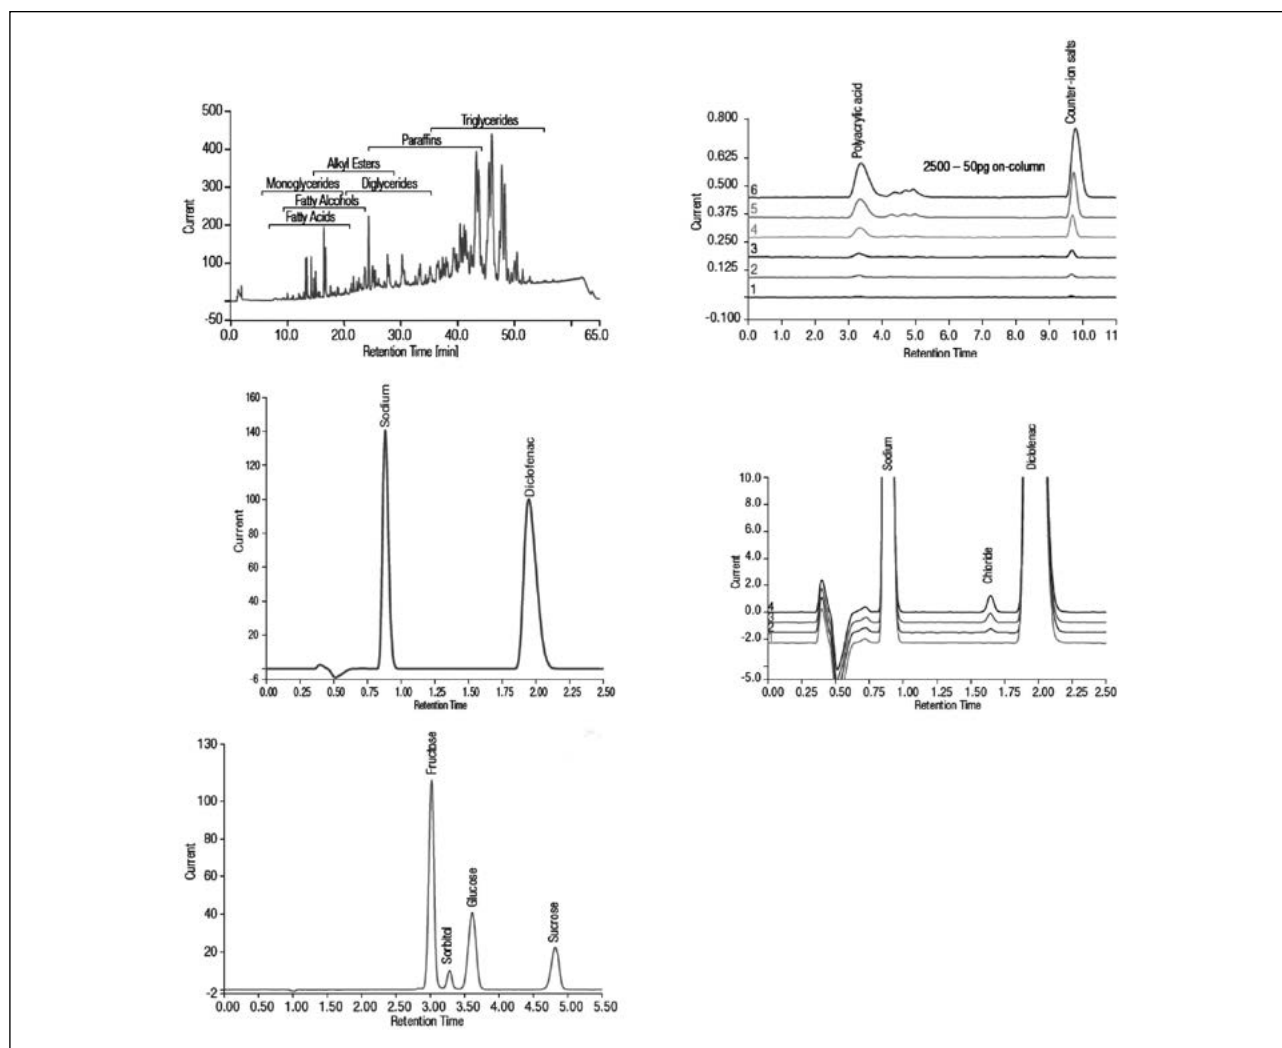 500
400
300
200
100
-50
Current
Triglycerides
Paraffins
Alkyl Esters
Monoglycerides
Diglycerides
Fatty Alcohols
Fatty Acids
0.0 10.0 20.0 30.0 40.0 50.0 65.0
Retention Time [min]
Polyacrylic acid
Counter-ion salts
2500 – 50pg on-column
0.800
0.625
0.500
0.375
0.250
0.125
-0.100
Current
6
5
4
3
2
1
0.0 1.0 2.0 3.0 4.0 5.0 6.0 7.0 8.0 9.0 10.0 11
Retention Time
160
140
120
100
80
60
40
20
-6
Current
Sodium
Diclofenac
0.00 0.25 0.50 0.75 1.00 1.25 1.50 1.75 2.00 2.25 2.50
Retention Time
Sodium
Diclofenac
Chloride
10.0
8.0
6.0
4.0
2.0
0.0
-2.0
-5.0
Current
4
2
0.00 0.25 0.50 0.75 1.00 1.25 1.50 1.75 2.00 2.25 2.50
Retention Time
130
100
80
60
40
20
-2
Current
Fructose
Sorbitol
Glucose
Sucrose
0.00 0.50 1.00 1.50 2.00 2.50 3.00 3.50 4.00 4.50 5.00 5.50
Retention Time